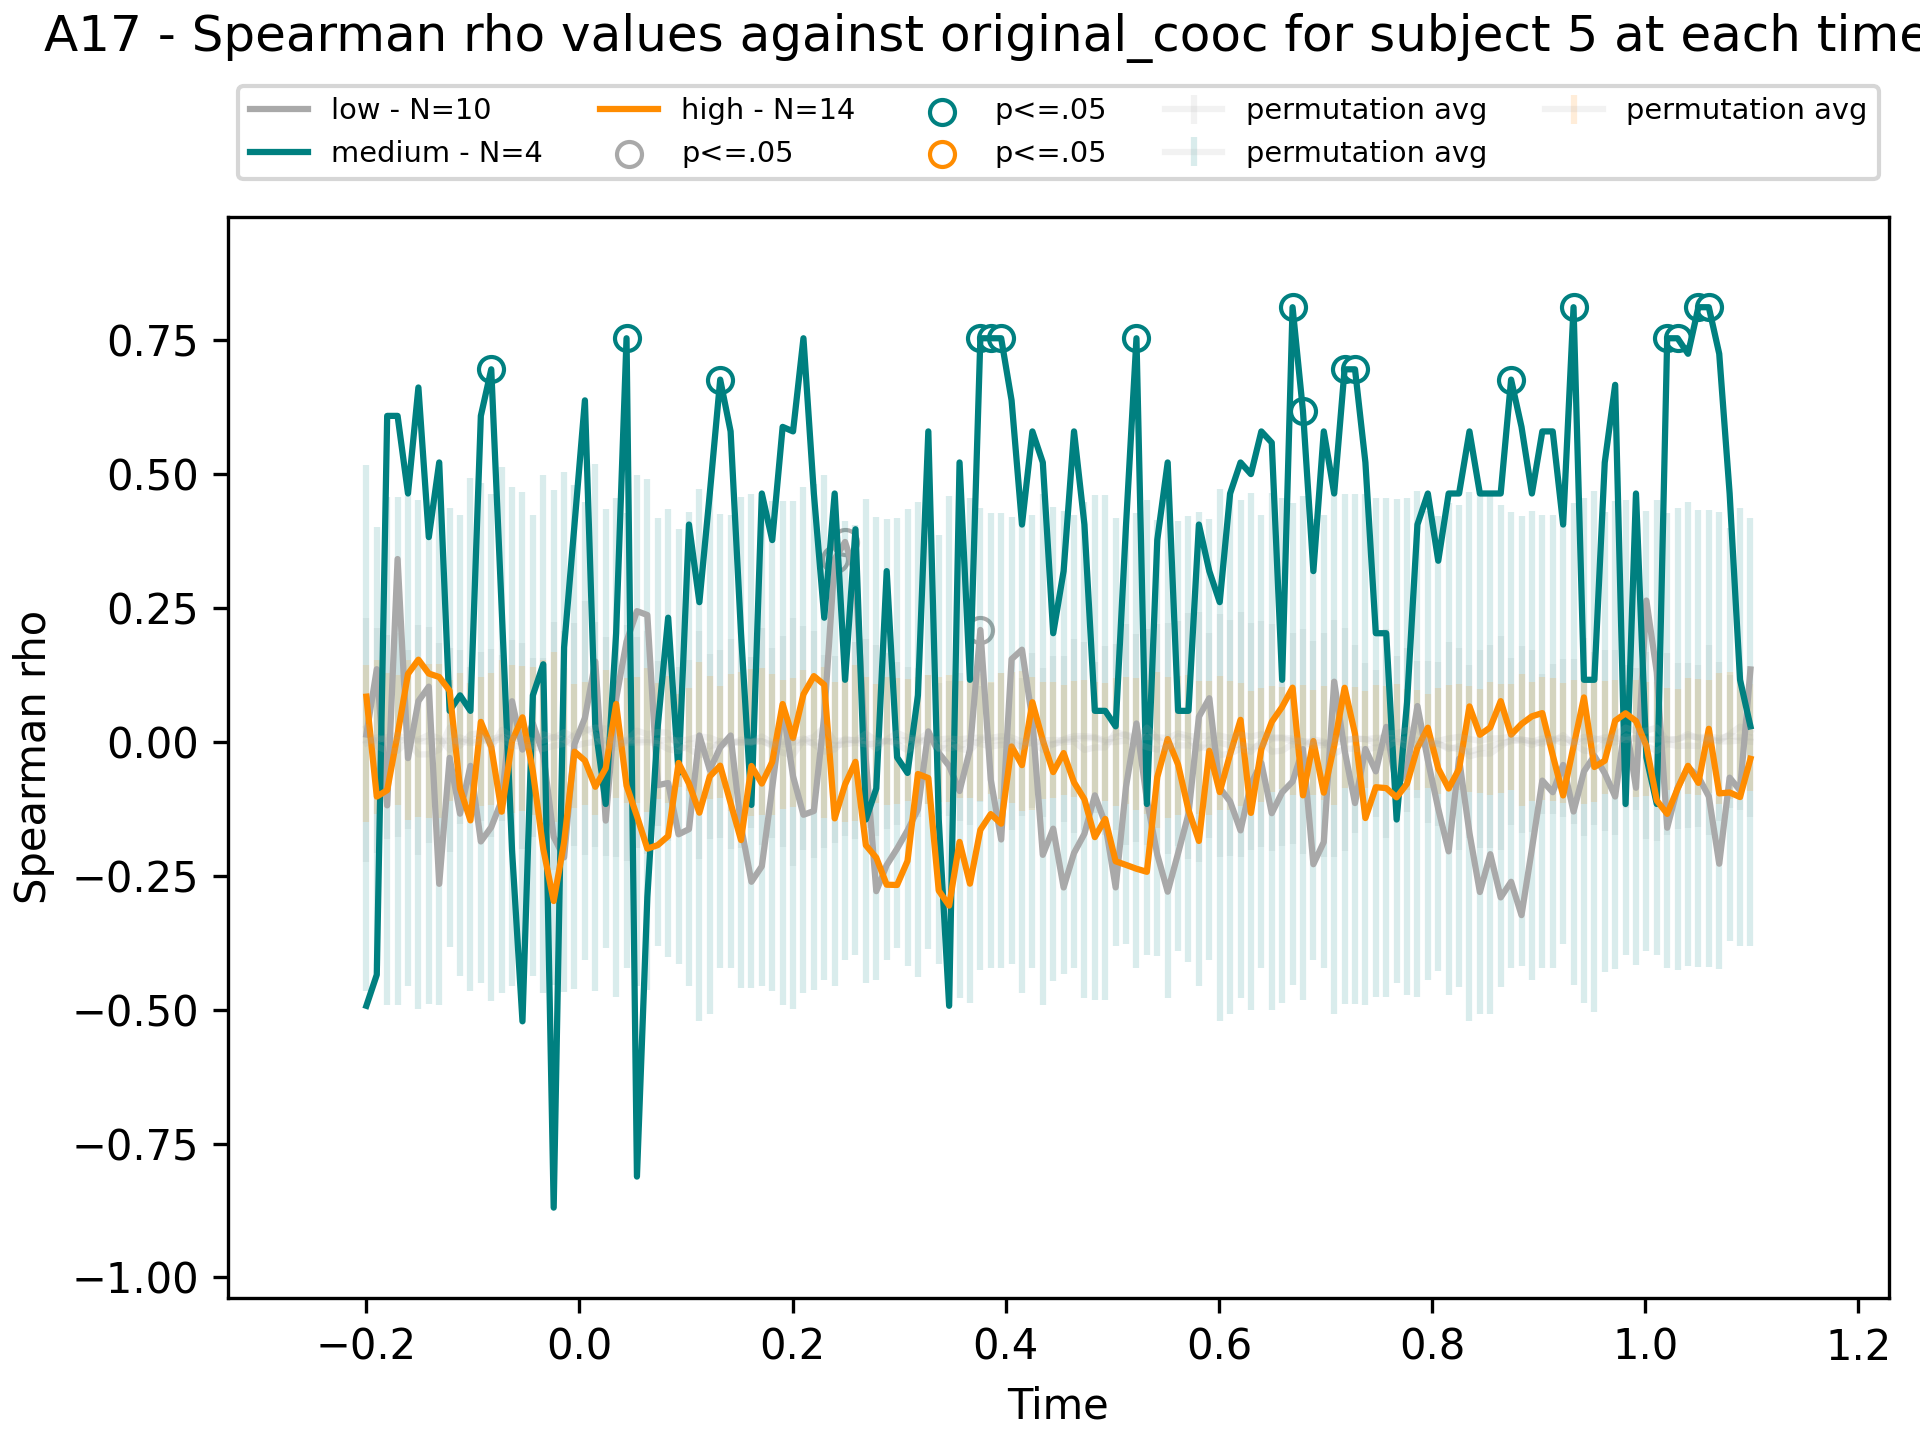 A17 - Spearman rho values against original_cooc for subject 5 at each time
low - N=10
medium - N=4
high - N=14
p<=.05
p<=.05
p<=.05
permutation avg
permutation avg
permutation avg
Spearman rho
0.75
0.50
0.25
0.00
−0.25
−0.50
−0.75
−1.00
−0.2 0.0 0.2 0.4 0.6 0.8 1.0 1.2
Time